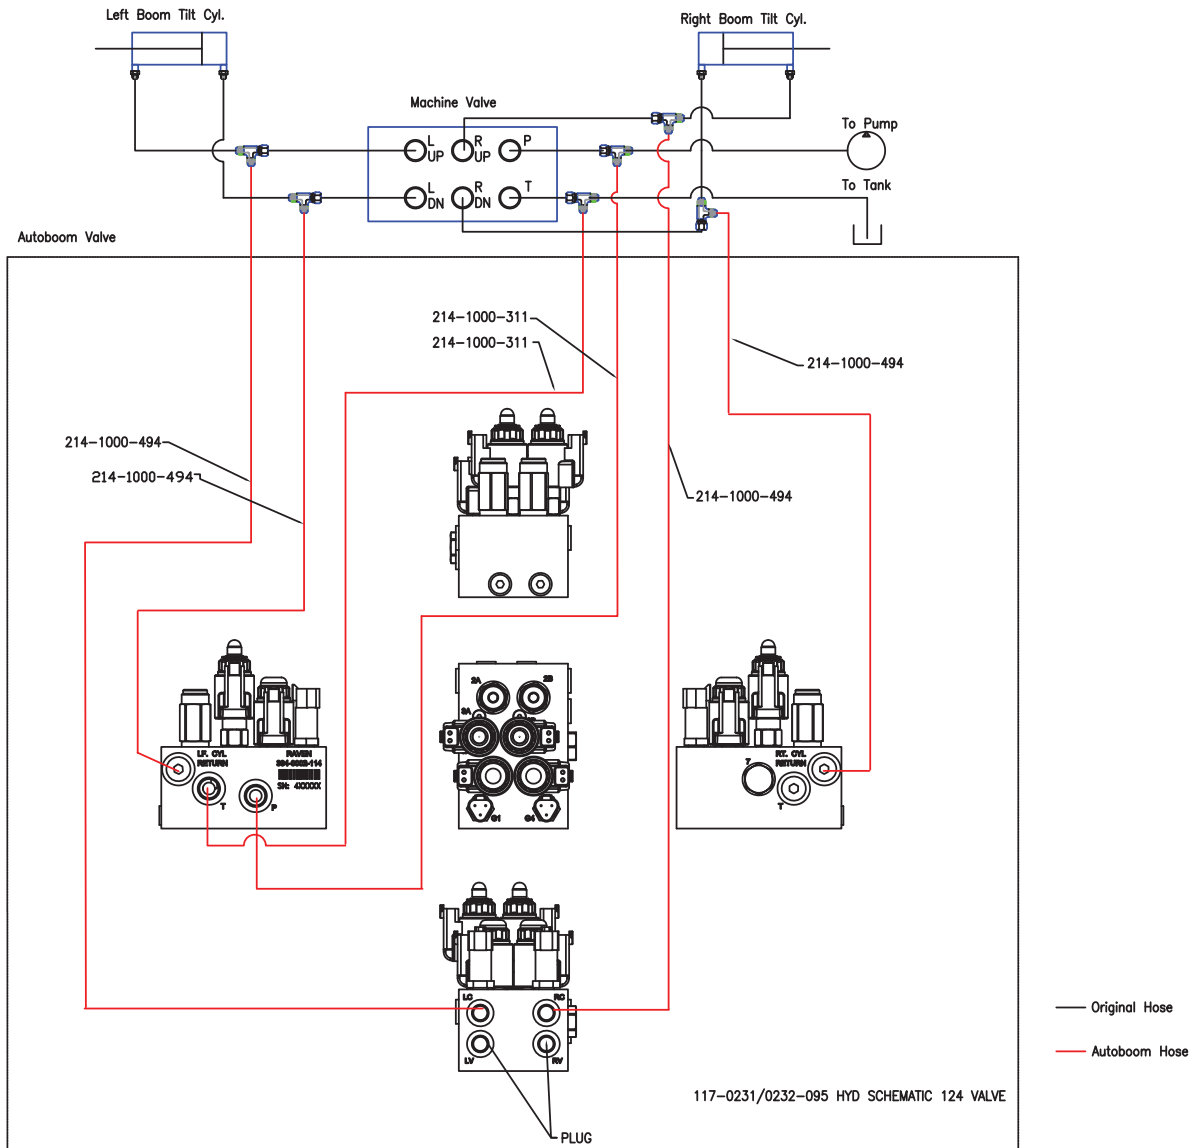 Left Boom Tilt Cyl.
Right Boom Tilt Cyl.
Machine Valve
To Pump
L
UP
R
UP
P
L
DN
R
DN
T
To Tank
Autoboom Valve
214-1000-311
214-1000-311
214-1000-494
214-1000-494
214-1000-494
214-1000-494
2A
2B
3A
LF. CYL
RETURN
RAVEN
SN: 4XXXXX
T
P
G1
G4
RT. CYL
RETURN
7
T
LC
RC
LV
RV
Original Hose
Autoboom Hose
117-0231/0232-095 HYD SCHEMATIC 124 VALVE
PLUG